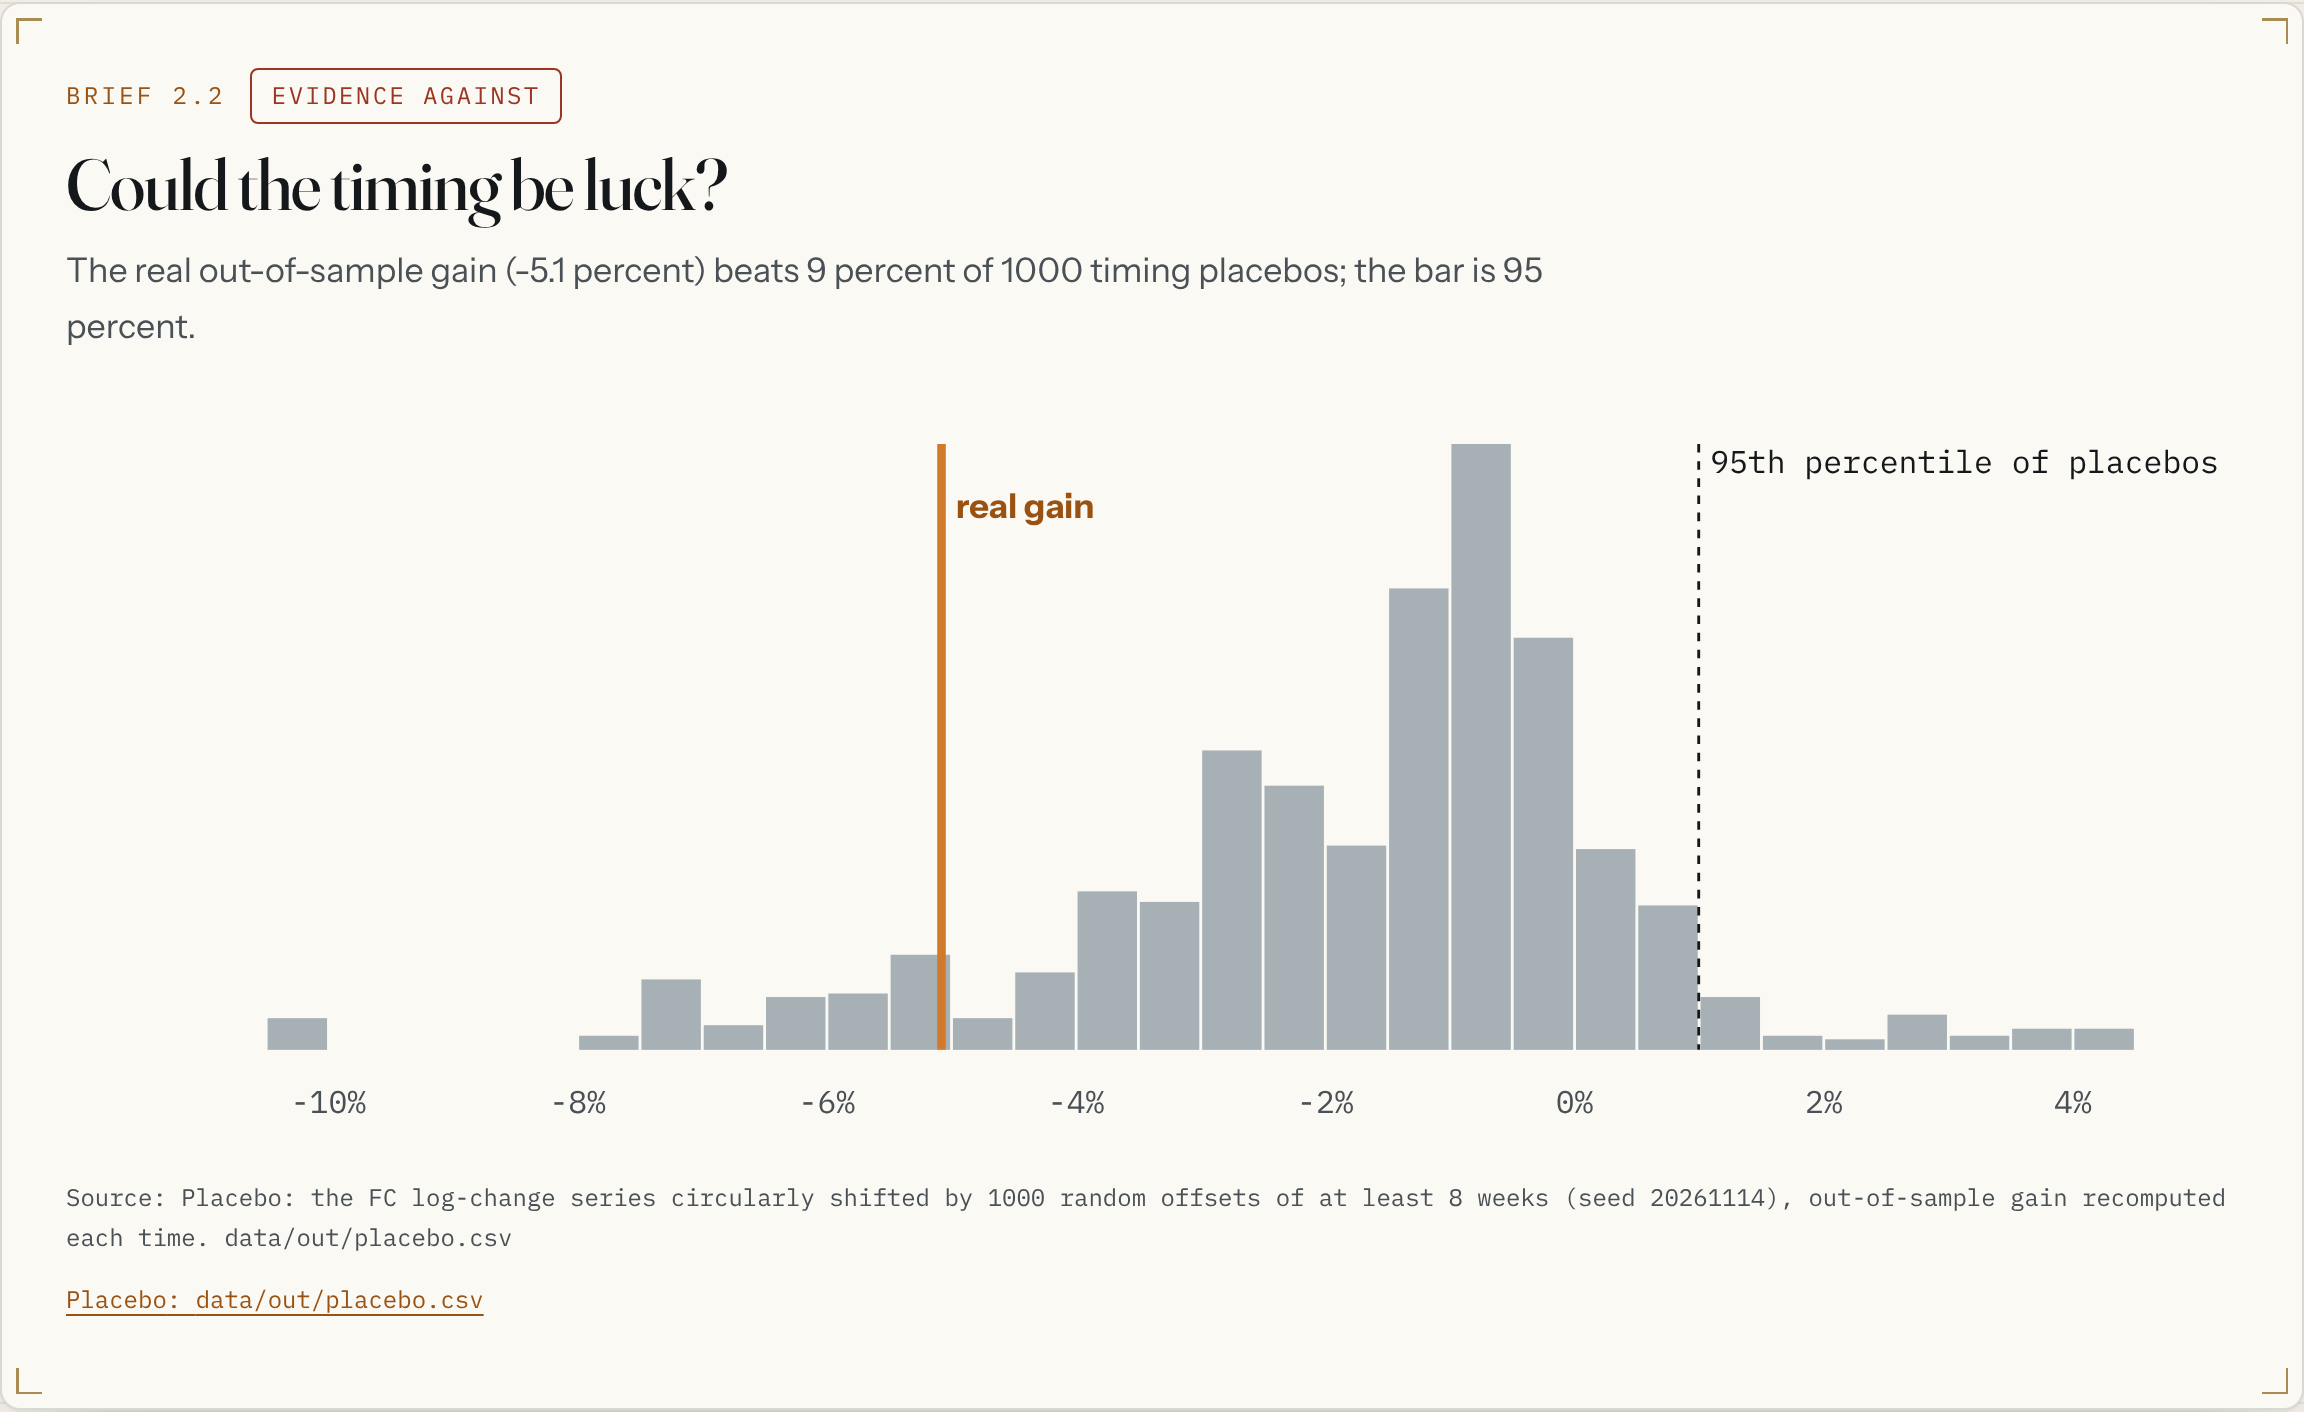 BRIEF 2.2 EVIDENCE AGAINST
Could the timing be luck?
The real out-of-sample gain (-5.1 percent) beats 9 percent of 1000 timing placebos; the bar is 95
percent.
95th percentile of placebos
real gain
-10% -8% -6% -4% -2% 0% 2% 4%
Source: Placebo: the FC log-change series circularly shifted by 1000 random offsets of at least 8 weeks (seed 20261114), out-of-sample gain recomputed
each time. data/out/placebo.csv
Placebo: data/out/placebo.csv